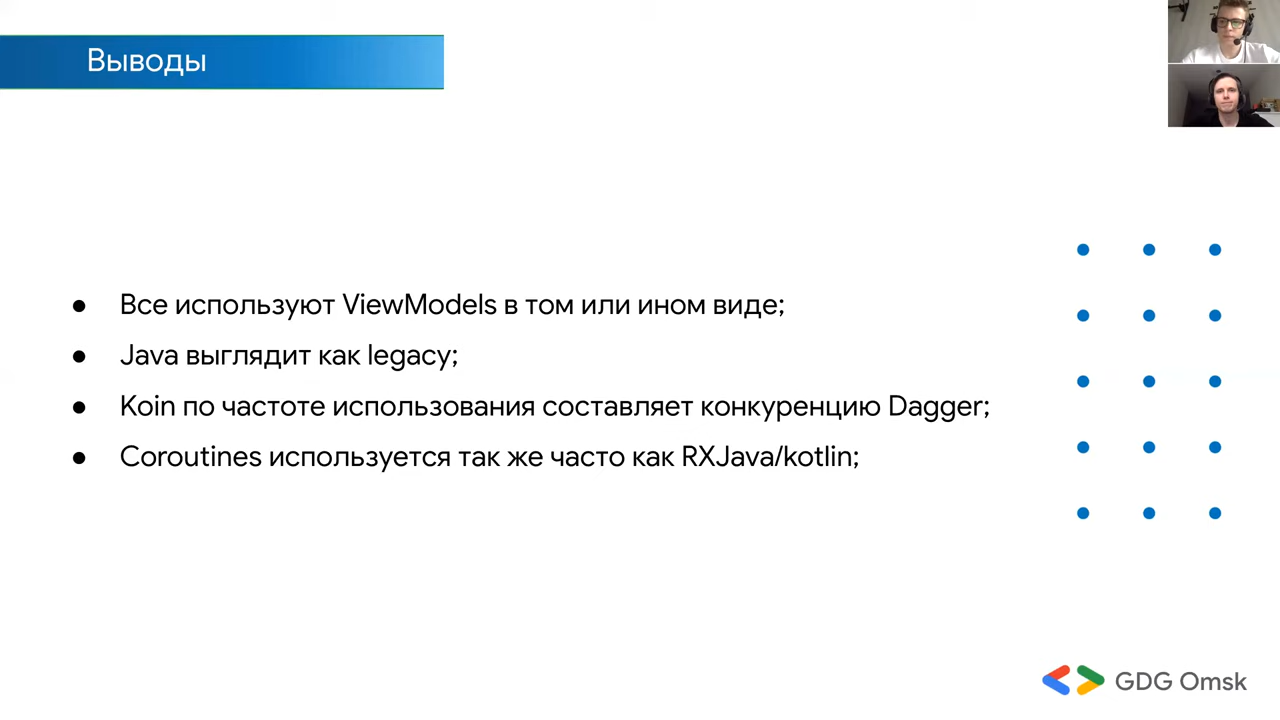 Выводы
● Все используют ViewModels в том или ином виде;
● Java выглядит как legacy;
● Koin по частоте использования составляет конкуренцию Dagger;
● Coroutines используется так же часто как RXJava/kotlin;
GDG Omsk